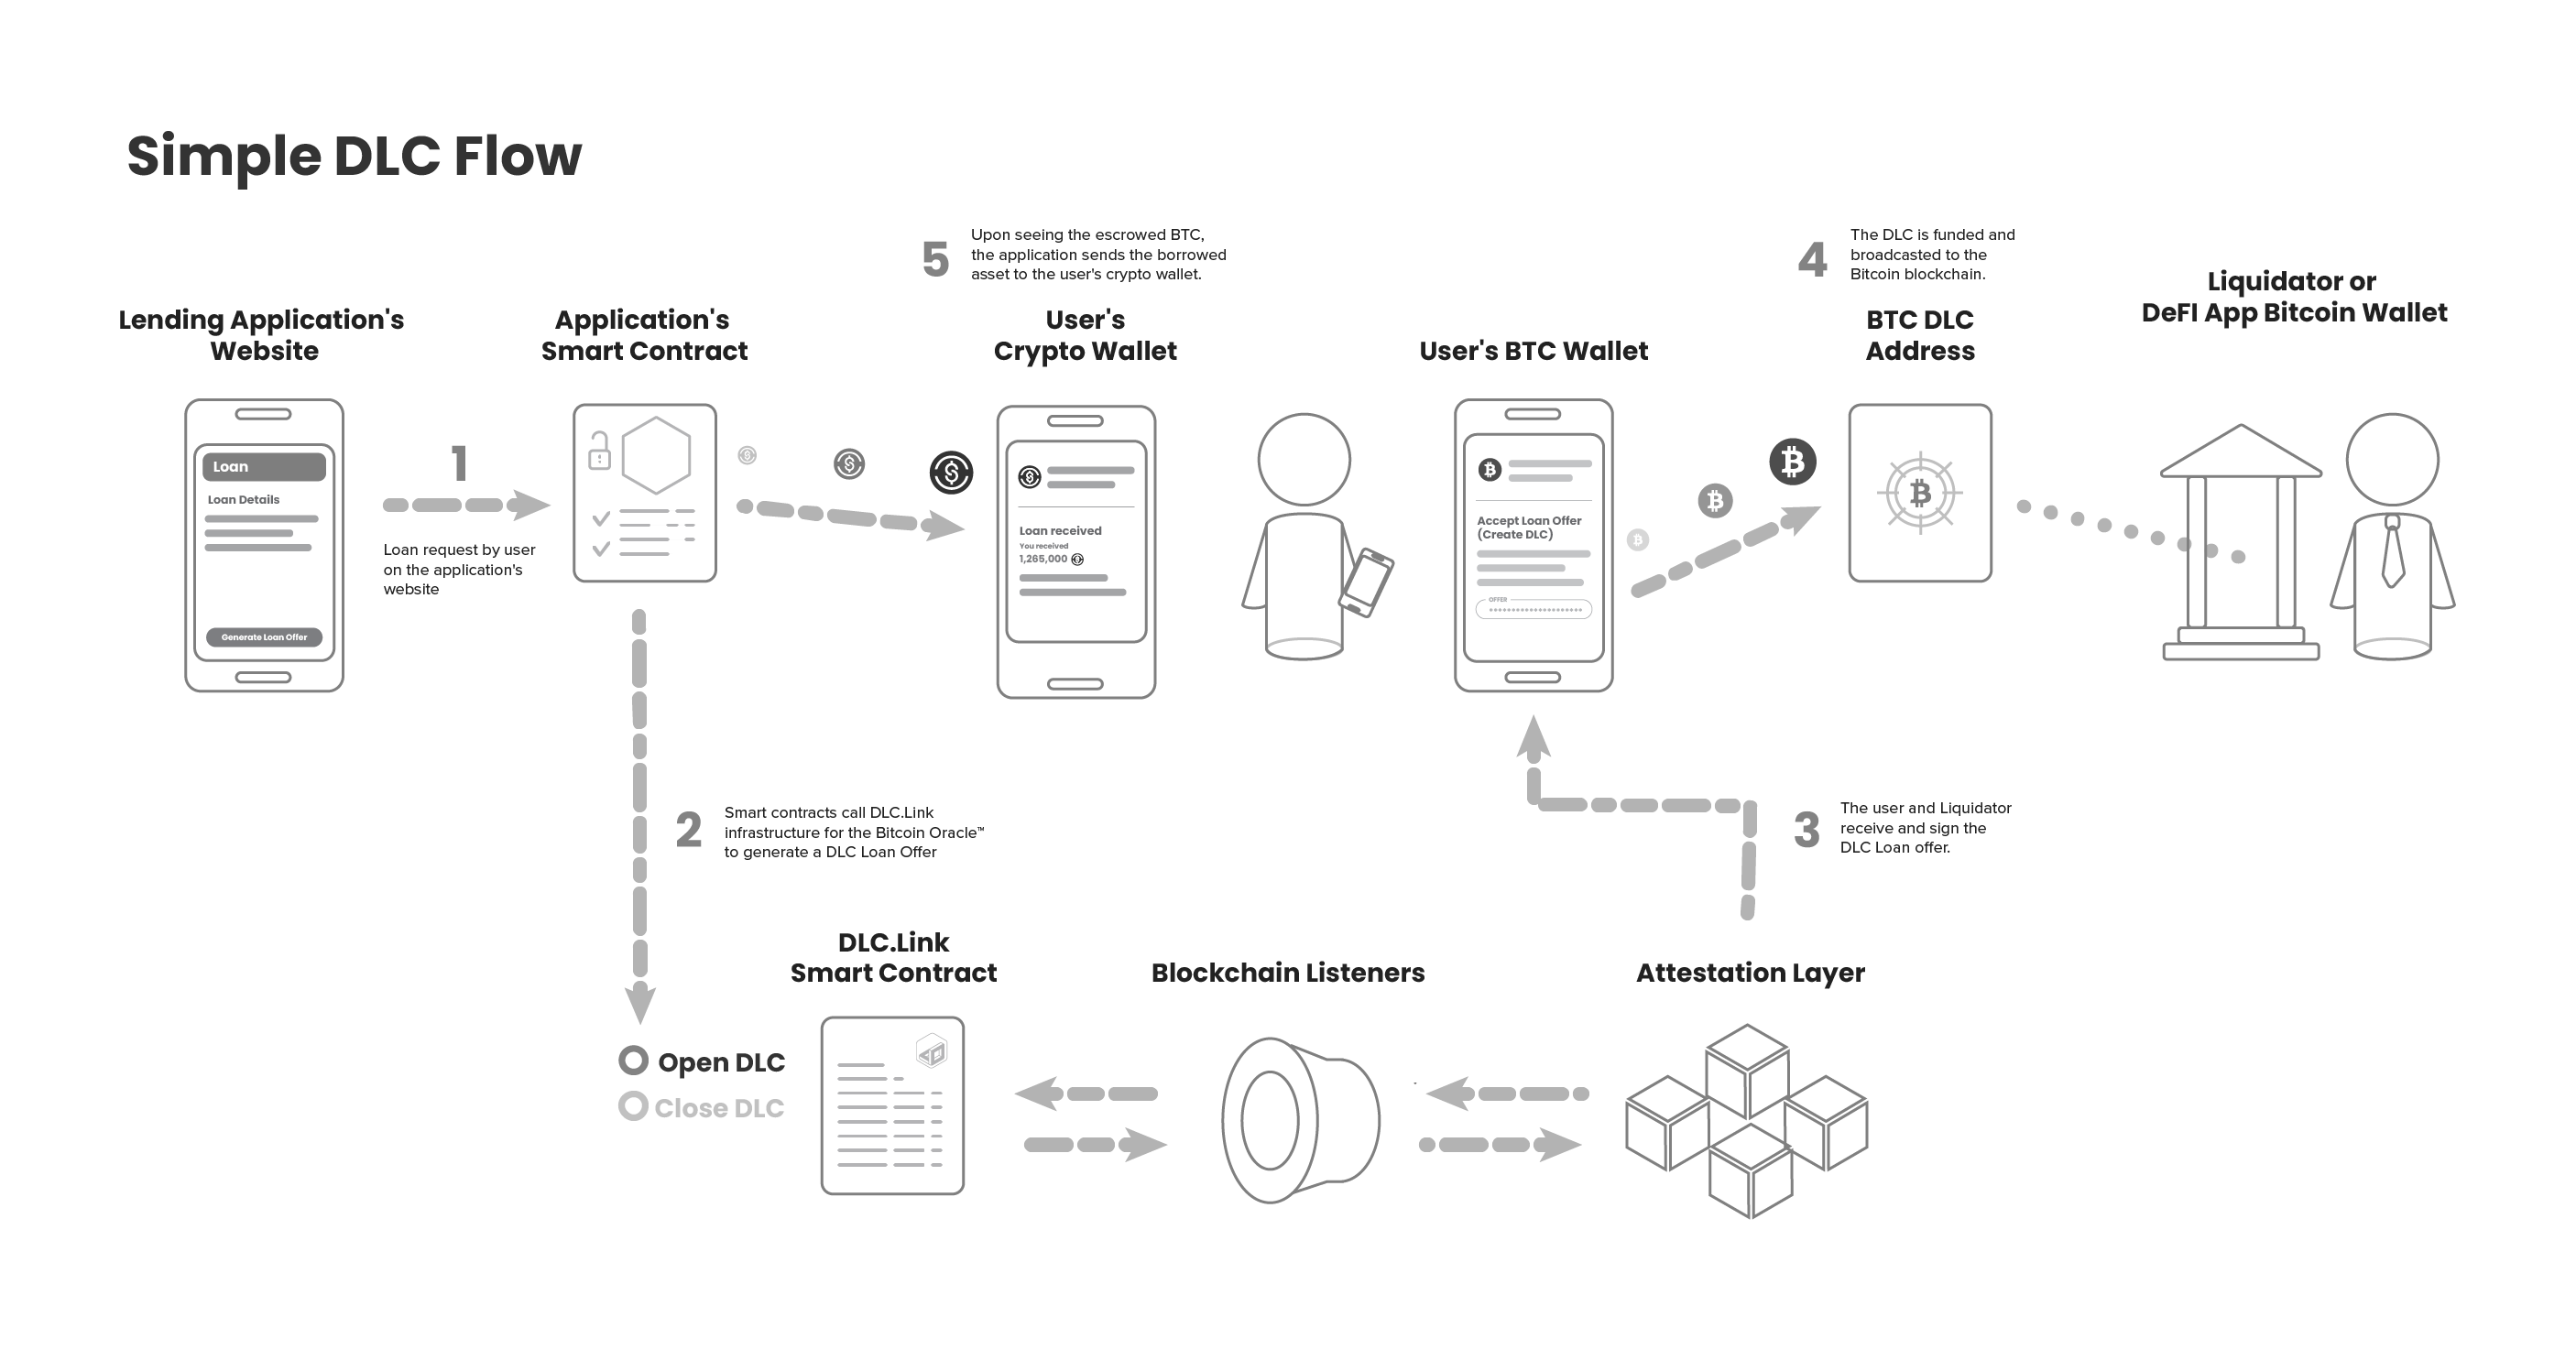 Simple DLC Flow
5
Upon seeing the escrowed BTC,
the application sends the borrowed
asset to the user's crypto wallet.
4
The DLC is funded and
broadcasted to the
Bitcoin blockchain.
Lending Application's
Website
Application's
Smart Contract
User's
Crypto Wallet
User's BTC Wallet
BTC DLC
Address
Liquidator or
DeFI App Bitcoin Wallet
Loan
Loan Details
Generate Loan Offer
1
Loan request by user
on the application's
website
Loan received
You received
1,265,000
Accept Loan Offer
(Create DLC)
OFFER
2
Smart contracts call DLC.Link
infrastructure for the Bitcoin Oracle™
to generate a DLC Loan Offer
3
The user and Liquidator
receive and sign the
DLC Loan offer.
DLC.Link
Smart Contract
Blockchain Listeners
Attestation Layer
Open DLC
Close DLC